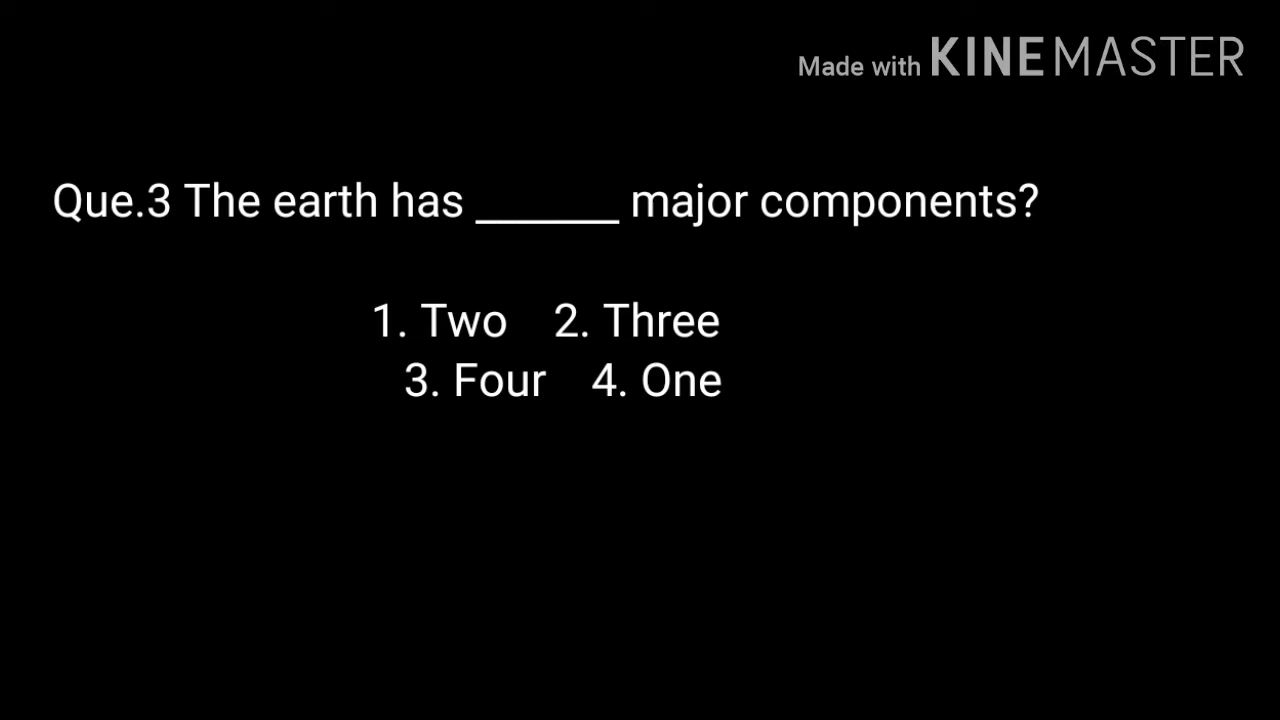 Made with KINEMASTER
Que.3 The earth has ______ major components?
1. Two 2. Three
3. Four 4. One